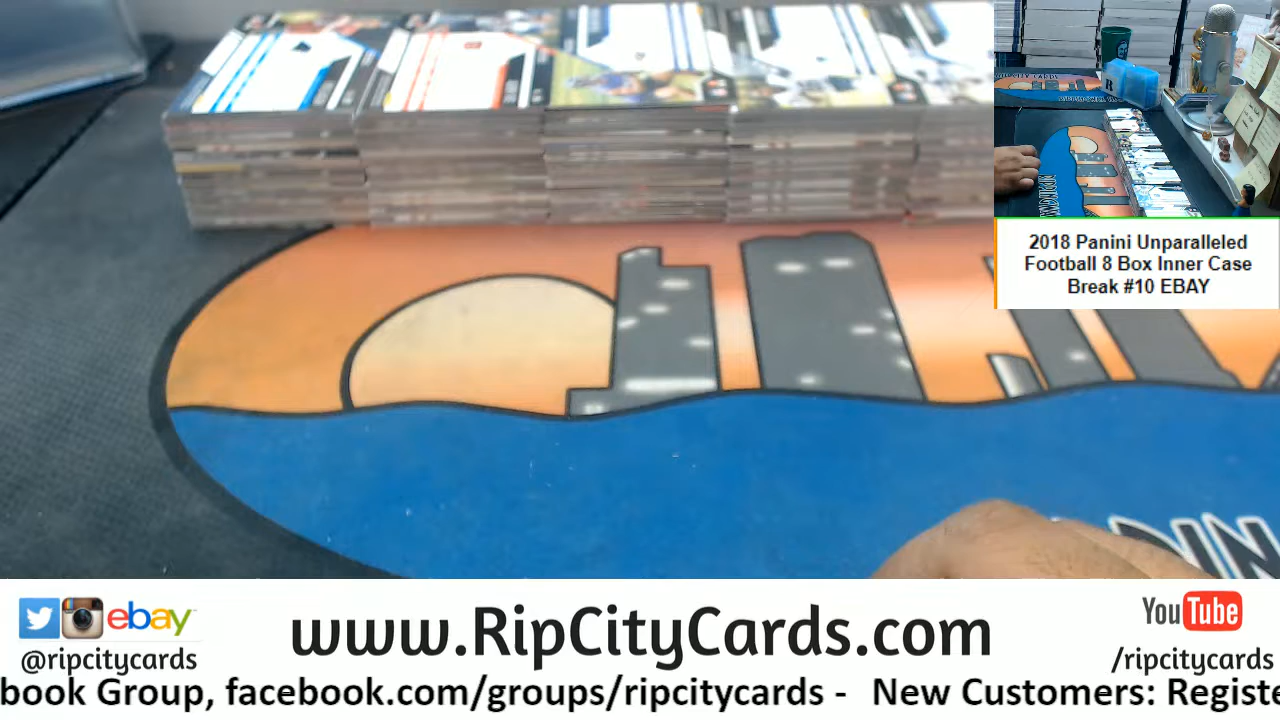 2018 Panini Unparalleled
Football 8 Box Inner Case
Break #10 EBAY
ebay
@ripcitycards
www.RipCityCards.com
YouTube
/ripcitycards
book Group, facebook.com/groups/ripcitycards - New Customers: Registe